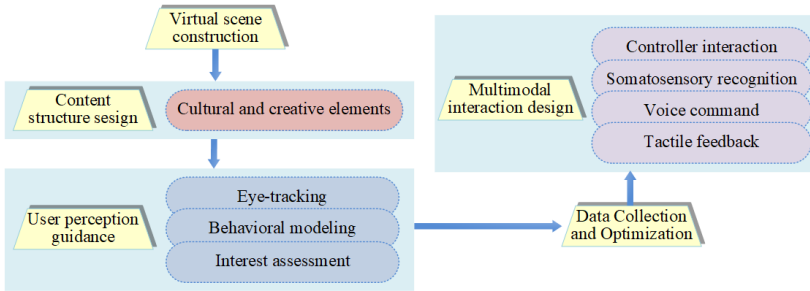 Virtual scene
construction
Content
structure sesign
Cultural and creative elements
User perception
guidance
Eye-tracking
Behavioral modeling
Interest assessment
Data Collection
and Optimization
Multimodal
interaction design
Controller interaction
Somatosensory recognition
Voice command
Tactile feedback